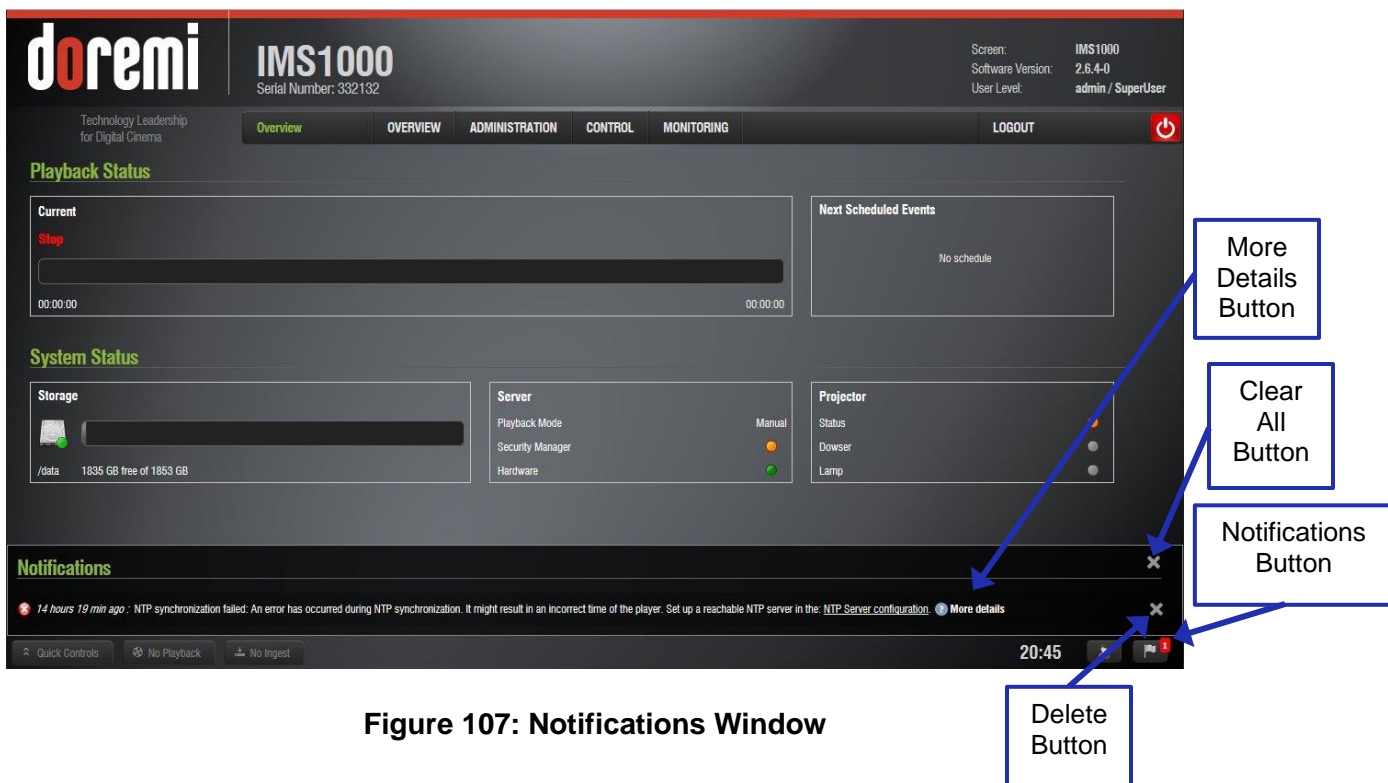 doremi
Technology Leadership
for Digital Cinema
IMS1000
Serial Number: 332132
Screen: IMS1000
Software Version: 2.6.4-0
User Level: admin / SuperUser
Overview OVERVIEW ADMINISTRATION CONTROL MONITORING LOGOUT
Playback Status
Current
Stop
00:00:00 00:00:00
Next Scheduled Events
No schedule
System Status
Storage
/data 1835 GB free of 1853 GB
Server
Playback Mode Manual
Security Manager
Hardware
Projector
Status
Dowser
Lamp
Notifications
14 hours 19 min ago : NTP synchronization failed: An error has occurred during NTP synchronization. It might result in an incorrect time of the player. Set up a reachable NTP server in the: NTP Server configuration. ? More details
Quick Controls No Playback No Ingest 20:45 1
More
Details
Button
Clear
All
Button
Notifications
Button
Delete
Button
Figure 107: Notifications Window